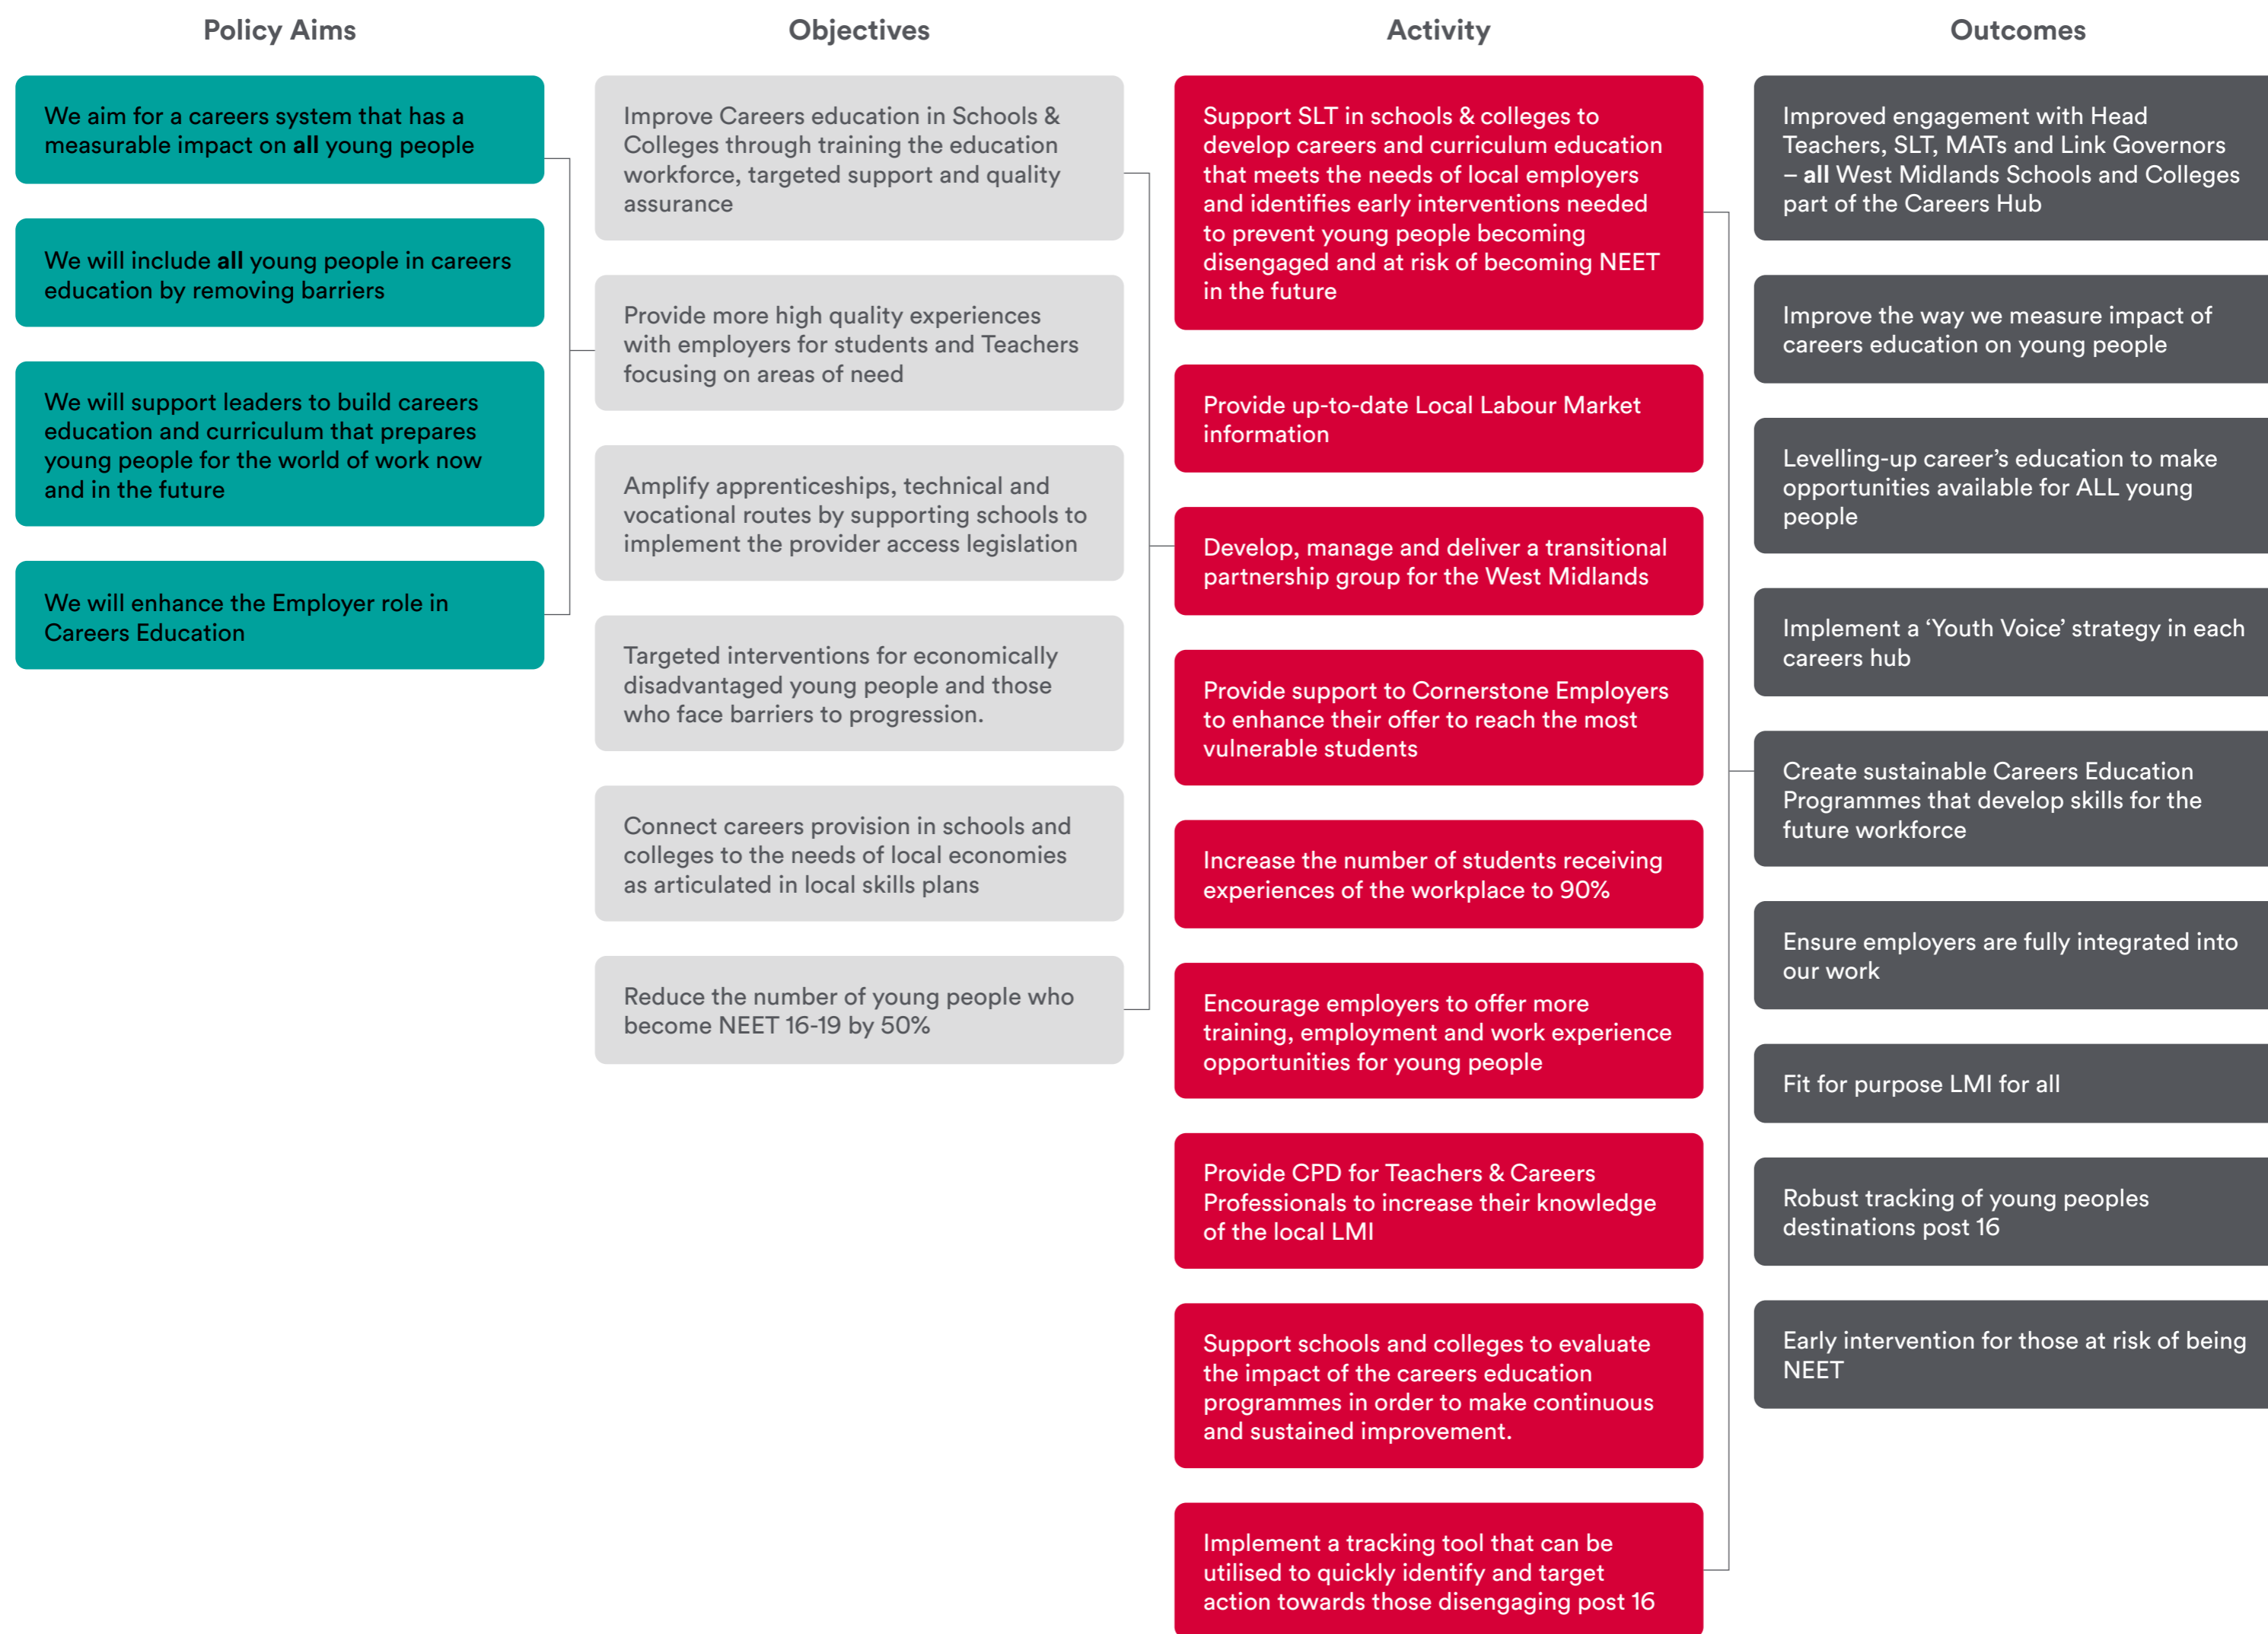 Policy Aims
We aim for a careers system that has a
measurable impact on all young people
We will include all young people in careers
education by removing barriers
We will support leaders to build careers
education and curriculum that prepares
young people for the world of work now
and in the future
We will enhance the Employer role in
Careers Education
Objectives
Improve Careers education in Schools &
Colleges through training the education
workforce, targeted support and quality
assurance
Provide more high quality experiences
with employers for students and Teachers
focusing on areas of need
Amplify apprenticeships, technical and
vocational routes by supporting schools to
implement the provider access legislation
Targeted interventions for economically
disadvantaged young people and those
who face barriers to progression.
Connect careers provision in schools and
colleges to the needs of local economies
as articulated in local skills plans
Reduce the number of young people who
become NEET 16-19 by 50%
Activity
Support SLT in schools & colleges to
develop careers and curriculum education
that meets the needs of local employers
and identifies early interventions needed
to prevent young people becoming
disengaged and at risk of becoming NEET
in the future
Provide up-to-date Local Labour Market
information
Develop, manage and deliver a transitional
partnership group for the West Midlands
Provide support to Cornerstone Employers
to enhance their offer to reach the most
vulnerable students
Increase the number of students receiving
experiences of the workplace to 90%
Encourage employers to offer more
training, employment and work experience
opportunities for young people
Provide CPD for Teachers & Careers
Professionals to increase their knowledge
of the local LMI
Support schools and colleges to evaluate
the impact of the careers education
programmes in order to make continuous
and sustained improvement.
Implement a tracking tool that can be
utilised to quickly identify and target
action towards those disengaging post 16
Outcomes
Improved engagement with Head
Teachers, SLT, MATs and Link Governors
– all West Midlands Schools and Colleges
part of the Careers Hub
Improve the way we measure impact of
careers education on young people
Levelling-up career’s education to make
opportunities available for ALL young
people
Implement a ‘Youth Voice’ strategy in each
careers hub
Create sustainable Careers Education
Programmes that develop skills for the
future workforce
Ensure employers are fully integrated into
our work
Fit for purpose LMI for all
Robust tracking of young peoples
destinations post 16
Early intervention for those at risk of being
NEET